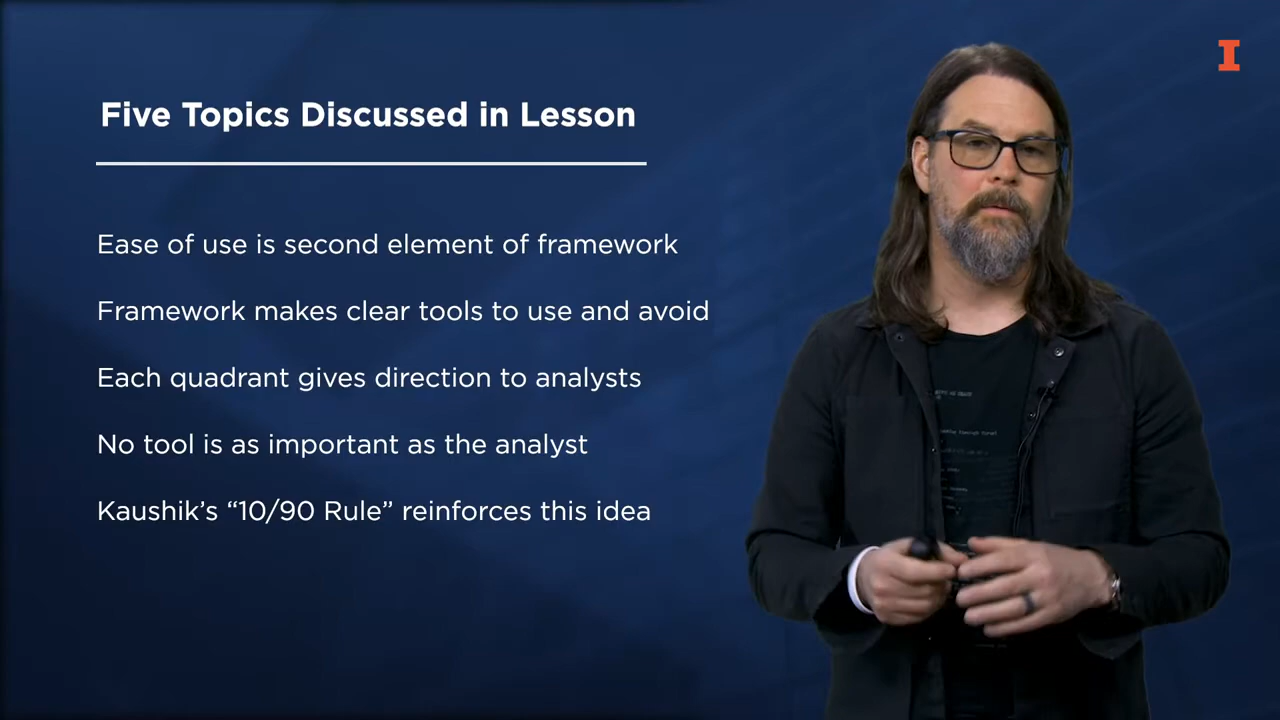 Five Topics Discussed in Lesson
Ease of use is second element of framework
Framework makes clear tools to use and avoid
Each quadrant gives direction to analysts
No tool is as important as the analyst
Kaushik’s “10/90 Rule” reinforces this idea
I